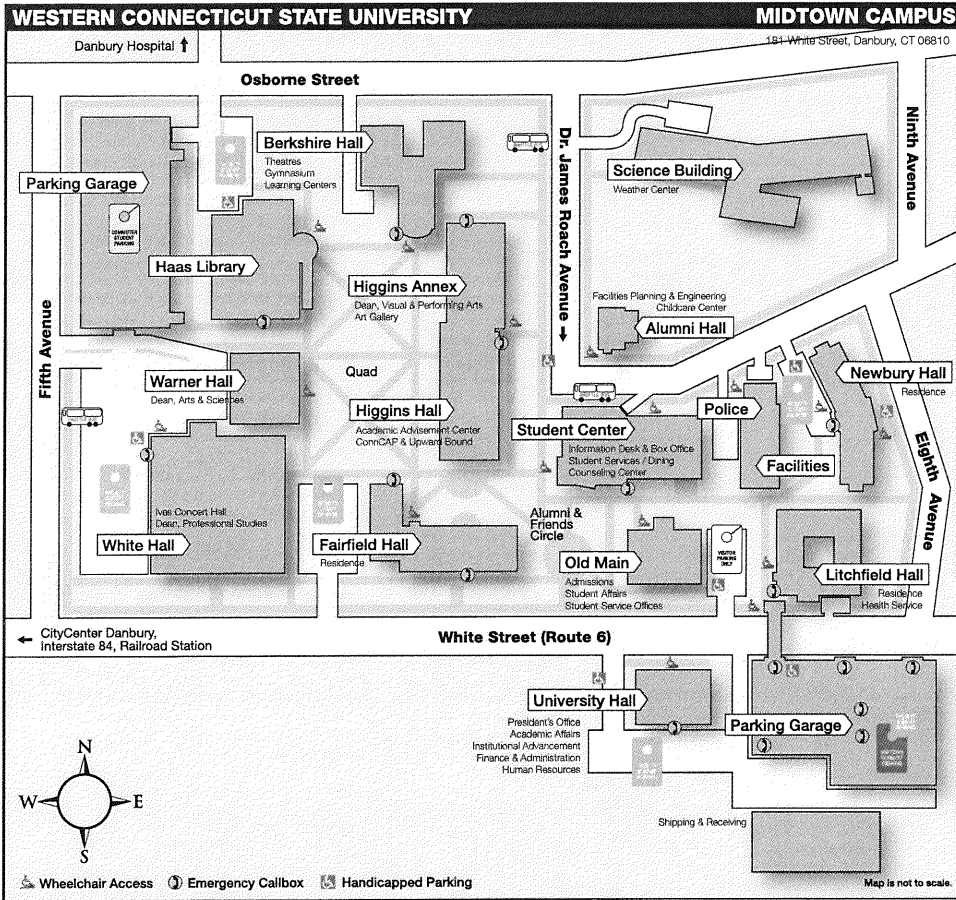 WESTERN CONNECTICUT STATE UNIVERSITY
MIDTOWN CAMPUS
181 White Street, Danbury, CT 06810
Danbury Hospital
Osborne Street
Dr. James Roach Avenue
Ninth Avenue
Fifth Avenue
Eighth Avenue
Parking Garage
COMMUTER
STUDENT
PARKING
Berkshire Hall
Theatres
Gymnasium
Learning Centers
SHUTTLE BUS
Science Building
Weather Center
Haas Library
Higgins Annex
Dean, Visual & Performing Arts
Art Gallery
Facilities Planning & Engineering
Childcare Center
Alumni Hall
Warner Hall
Dean, Arts & Sciences
Quad
Newbury Hall
Residence
SHUTTLE BUS
SHUTTLE BUS
Higgins Hall
Academic Advisement Center
ConnCAP & Upward Bound
Student Center
Information Desk & Box Office
Student Services / Dining
Counseling Center
Police
Facilities
Ives Concert Hall
Dean, Professional Studies
White Hall
Fairfield Hall
Residence
Alumni &
Friends
Circle
Old Main
Admissions
Student Affairs
Student Service Offices
VISITOR
PARKING
ONLY
Litchfield Hall
Residence
Health Service
CityCenter Danbury,
Interstate 84, Railroad Station
White Street (Route 6)
University Hall
President's Office
Academic Affairs
Institutional Advancement
Finance & Administration
Human Resources
Parking Garage
Shipping & Receiving
N
W
E
S
Wheelchair Access
Emergency Callbox
Handicapped Parking
Map is not to scale.